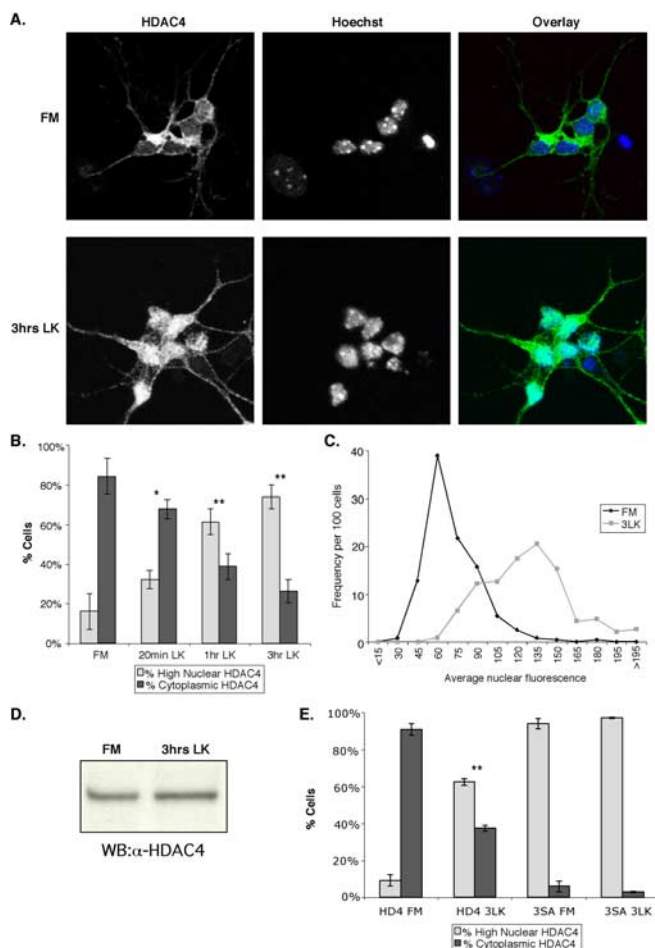 A.
HDAC4 Hoechst Overlay
FM
3hrs LK
B.
80%
60%
40%
20%
0%
% Cells
* ** **
FM 20min LK 1hr LK 3hr LK
% High Nuclear HDAC4
% Cytoplasmic HDAC4
C.
40
30
20
10
0
Frequency per 100 cells
FM
3LK
<15 30 45 60 75 90 105 120 135 150 165 180 195 >195
Average nuclear fluorescence
D.
FM 3hrs LK
WB:α-HDAC4
E.
100%
80%
60%
40%
20%
0%
% Cells
**
HD4 FM HD4 3LK 3SA FM 3SA 3LK
% High Nuclear HDAC4
% Cytoplasmic HDAC4